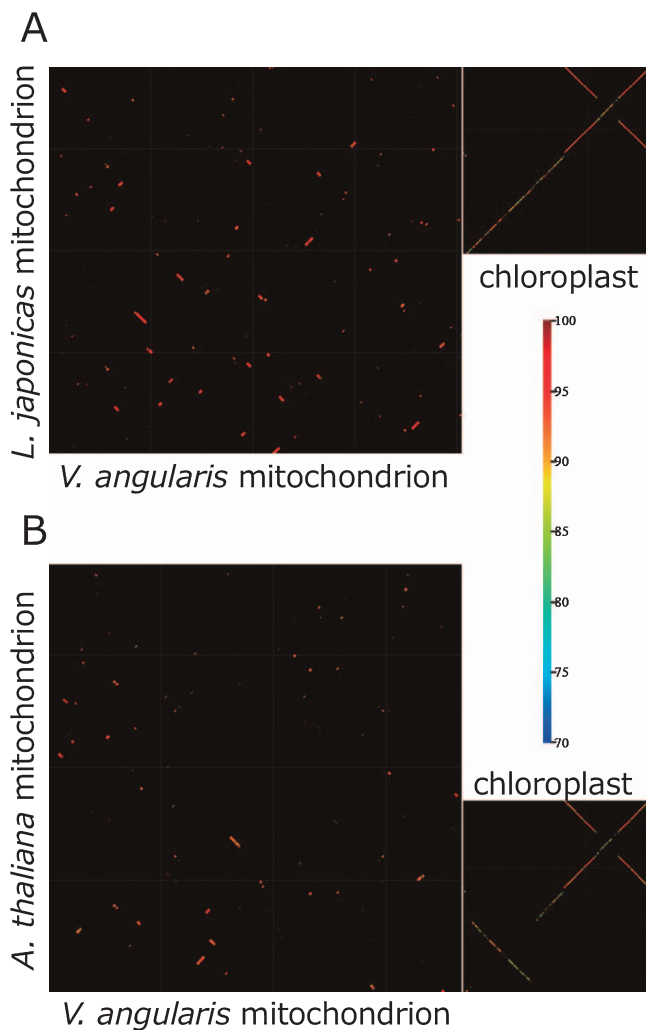 A
L. japonicas mitochondrion
V. angularis mitochondrion
chloroplast
100
95
90
85
80
75
70
B
A. thaliana mitochondrion
V. angularis mitochondrion
chloroplast